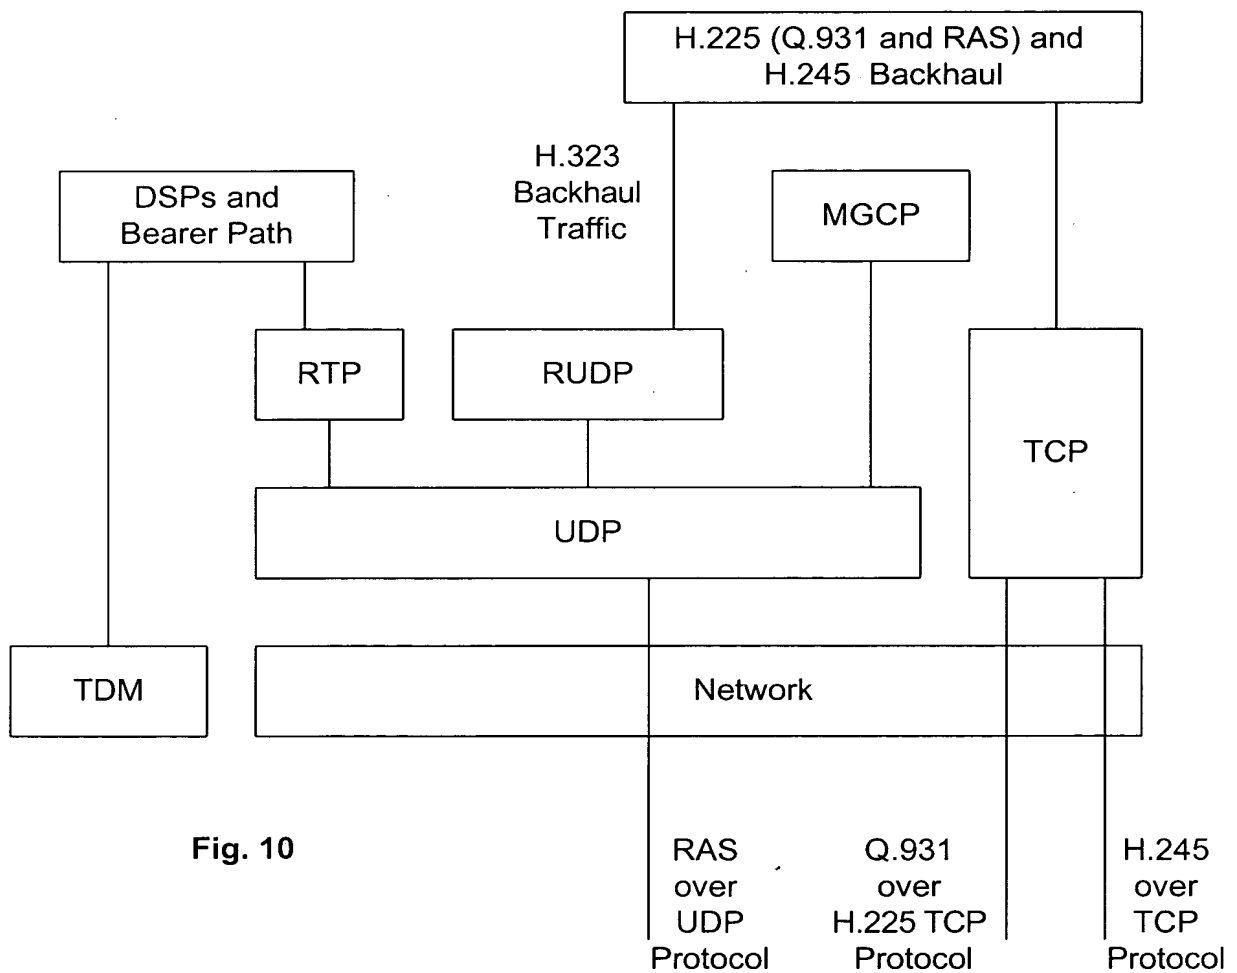 H.225 (Q.931 and RAS) and
H.245 Backhaul
H.323
Backhaul
Traffic
DSPs and
Bearer Path
MGCP
RTP
RUDP
TCP
UDP
TDM
Network
Fig. 10
RAS
over
UDP
Protocol
Q.931
over
H.225 TCP
Protocol
H.245
over
TCP
Protocol